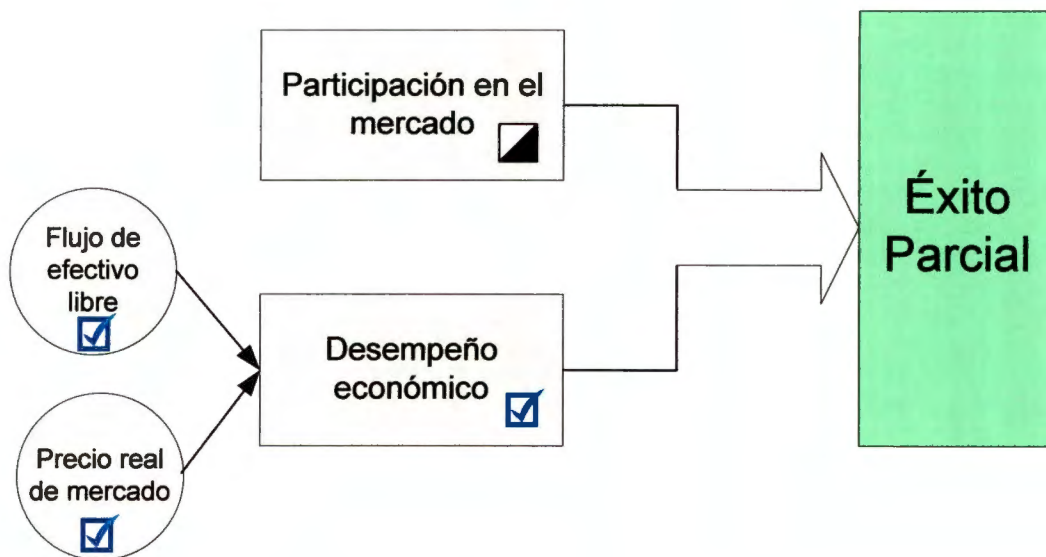 Participación en el
mercado
Flujo de
efectivo
libre
Desempeño
económico
Precio real
de mercado
Éxito
Parcial